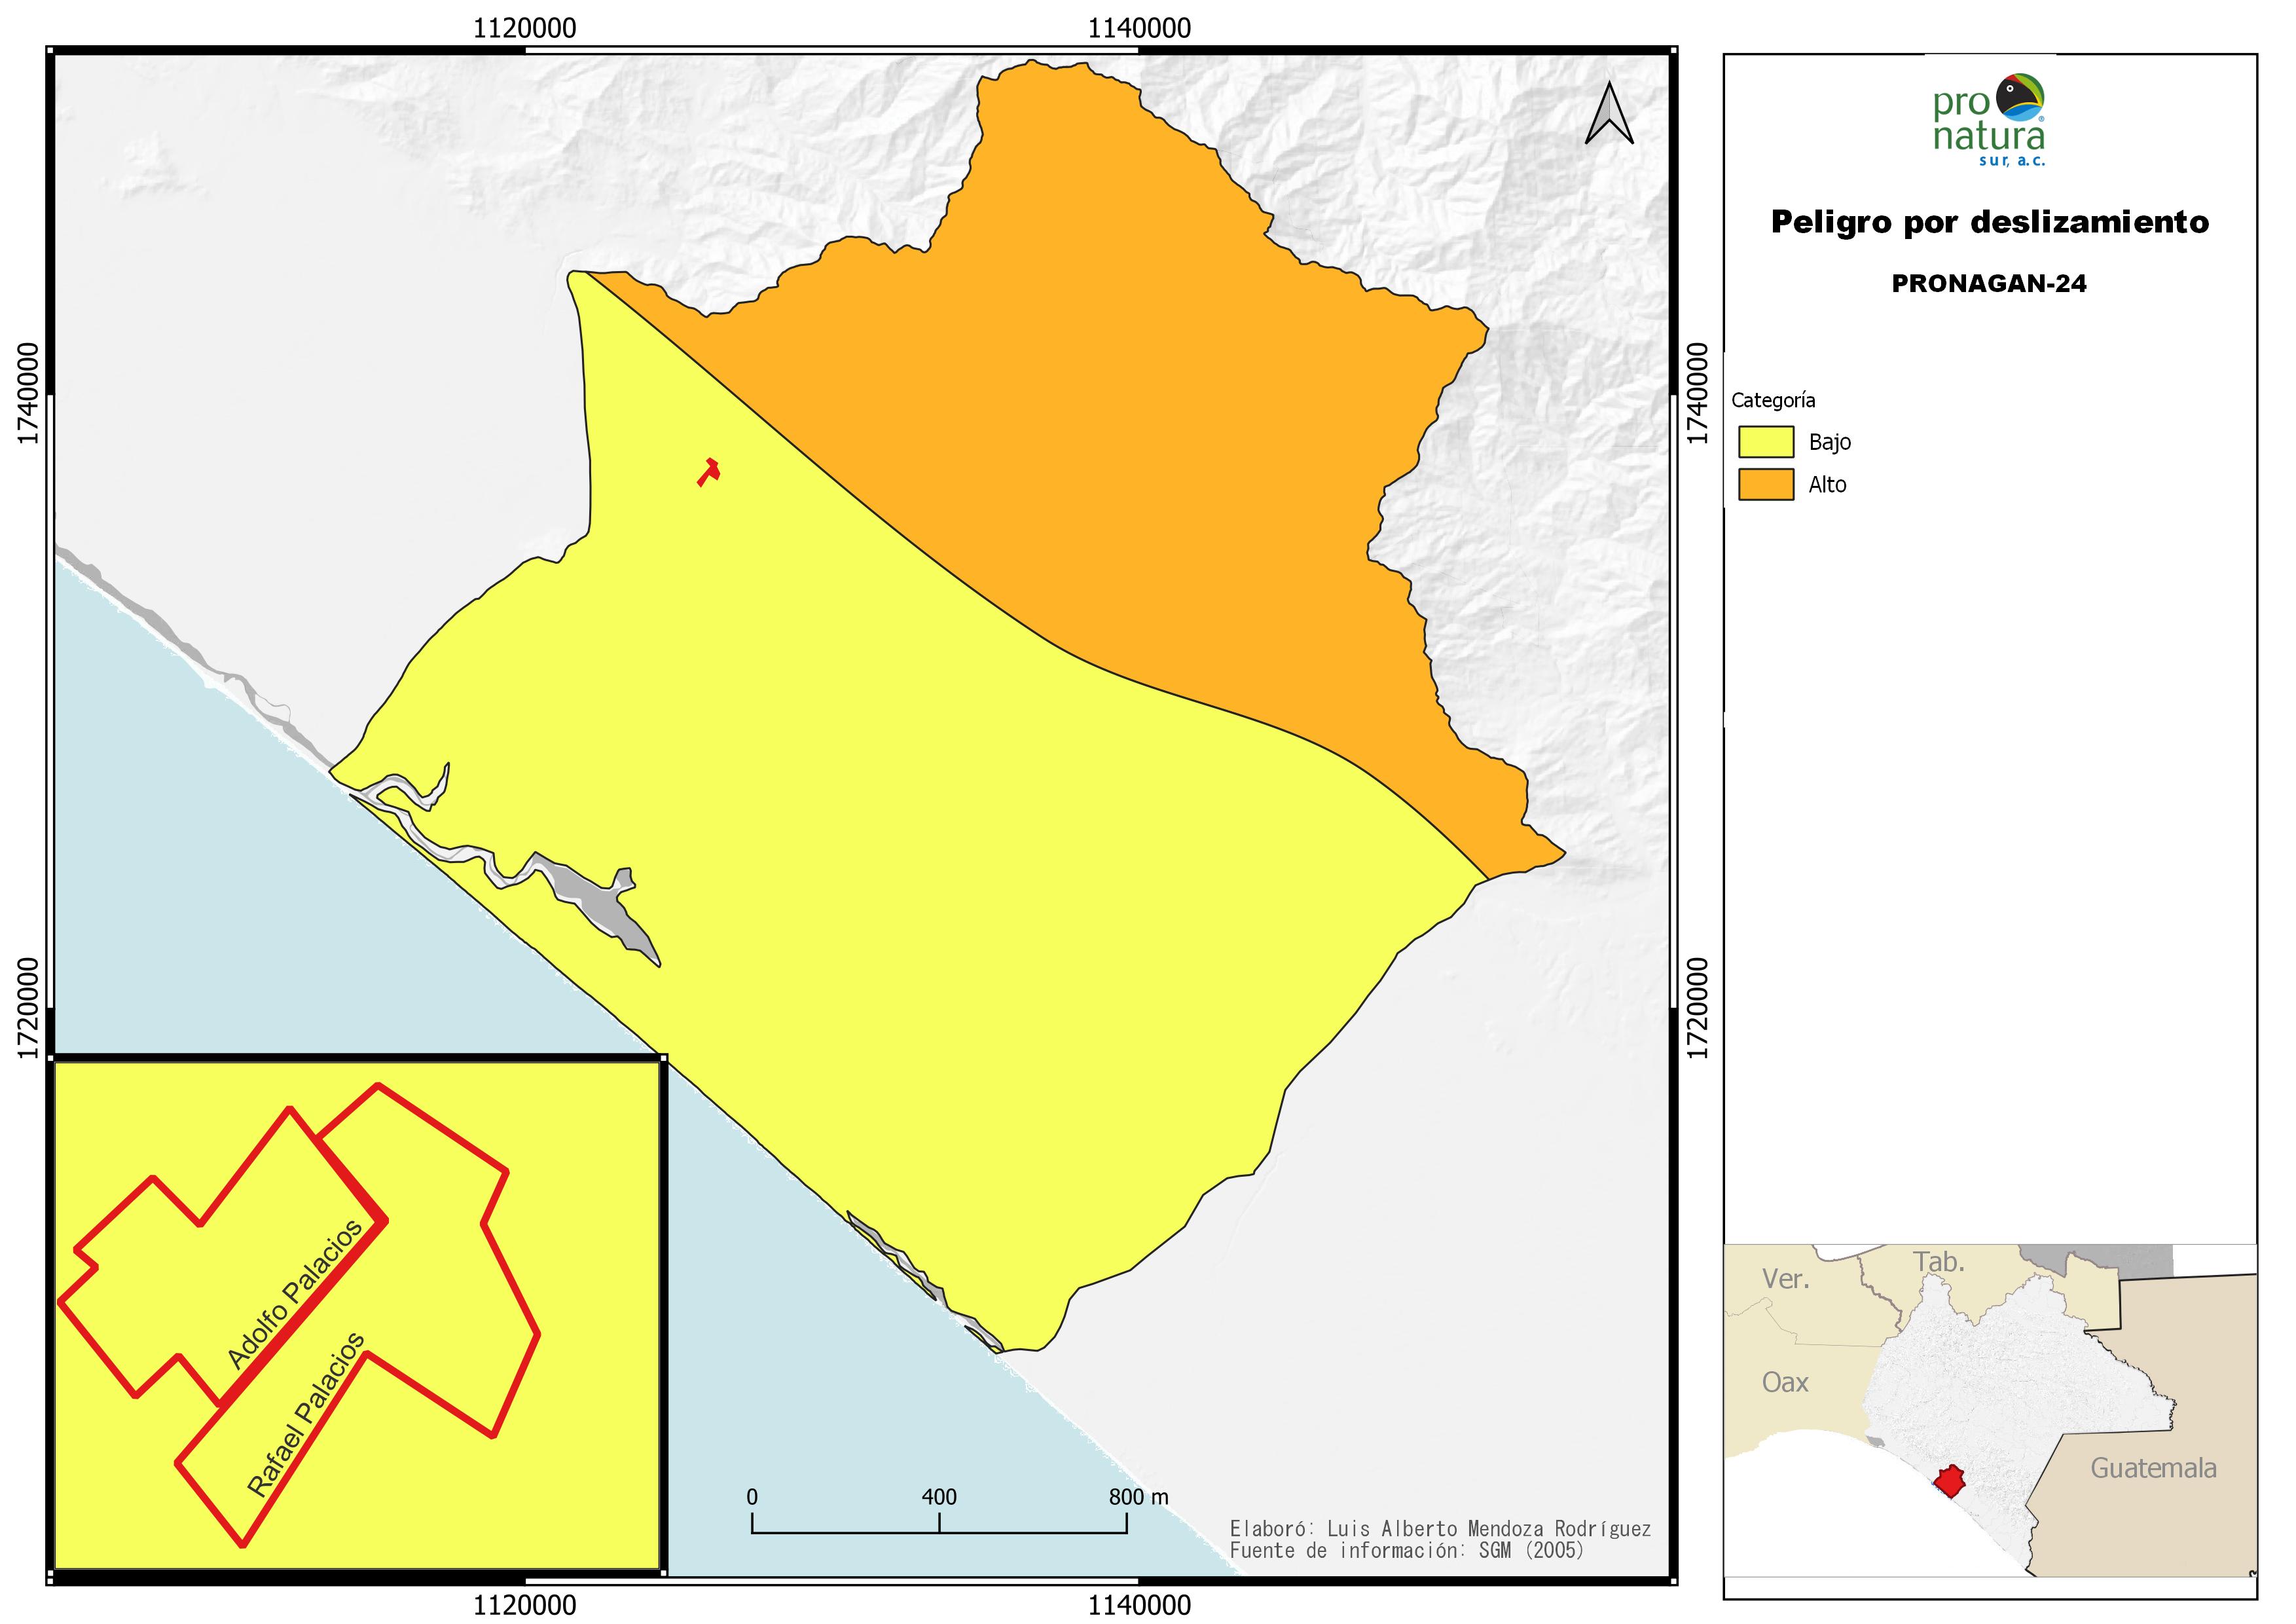 1120000
1140000
1740000
1740000
1720000
1720000
1120000
1140000
Adolfo Palacios
Rafael Palacios
0
400
800 m
Elaboró: Luis Alberto Mendoza Rodríguez
Fuente de información: SGM (2005)
pro
natura
sur, a.c.
Peligro por deslizamiento
PRONAGAN-24
Categoría
Bajo
Alto
Ver.
Tab.
Oax
Guatemala